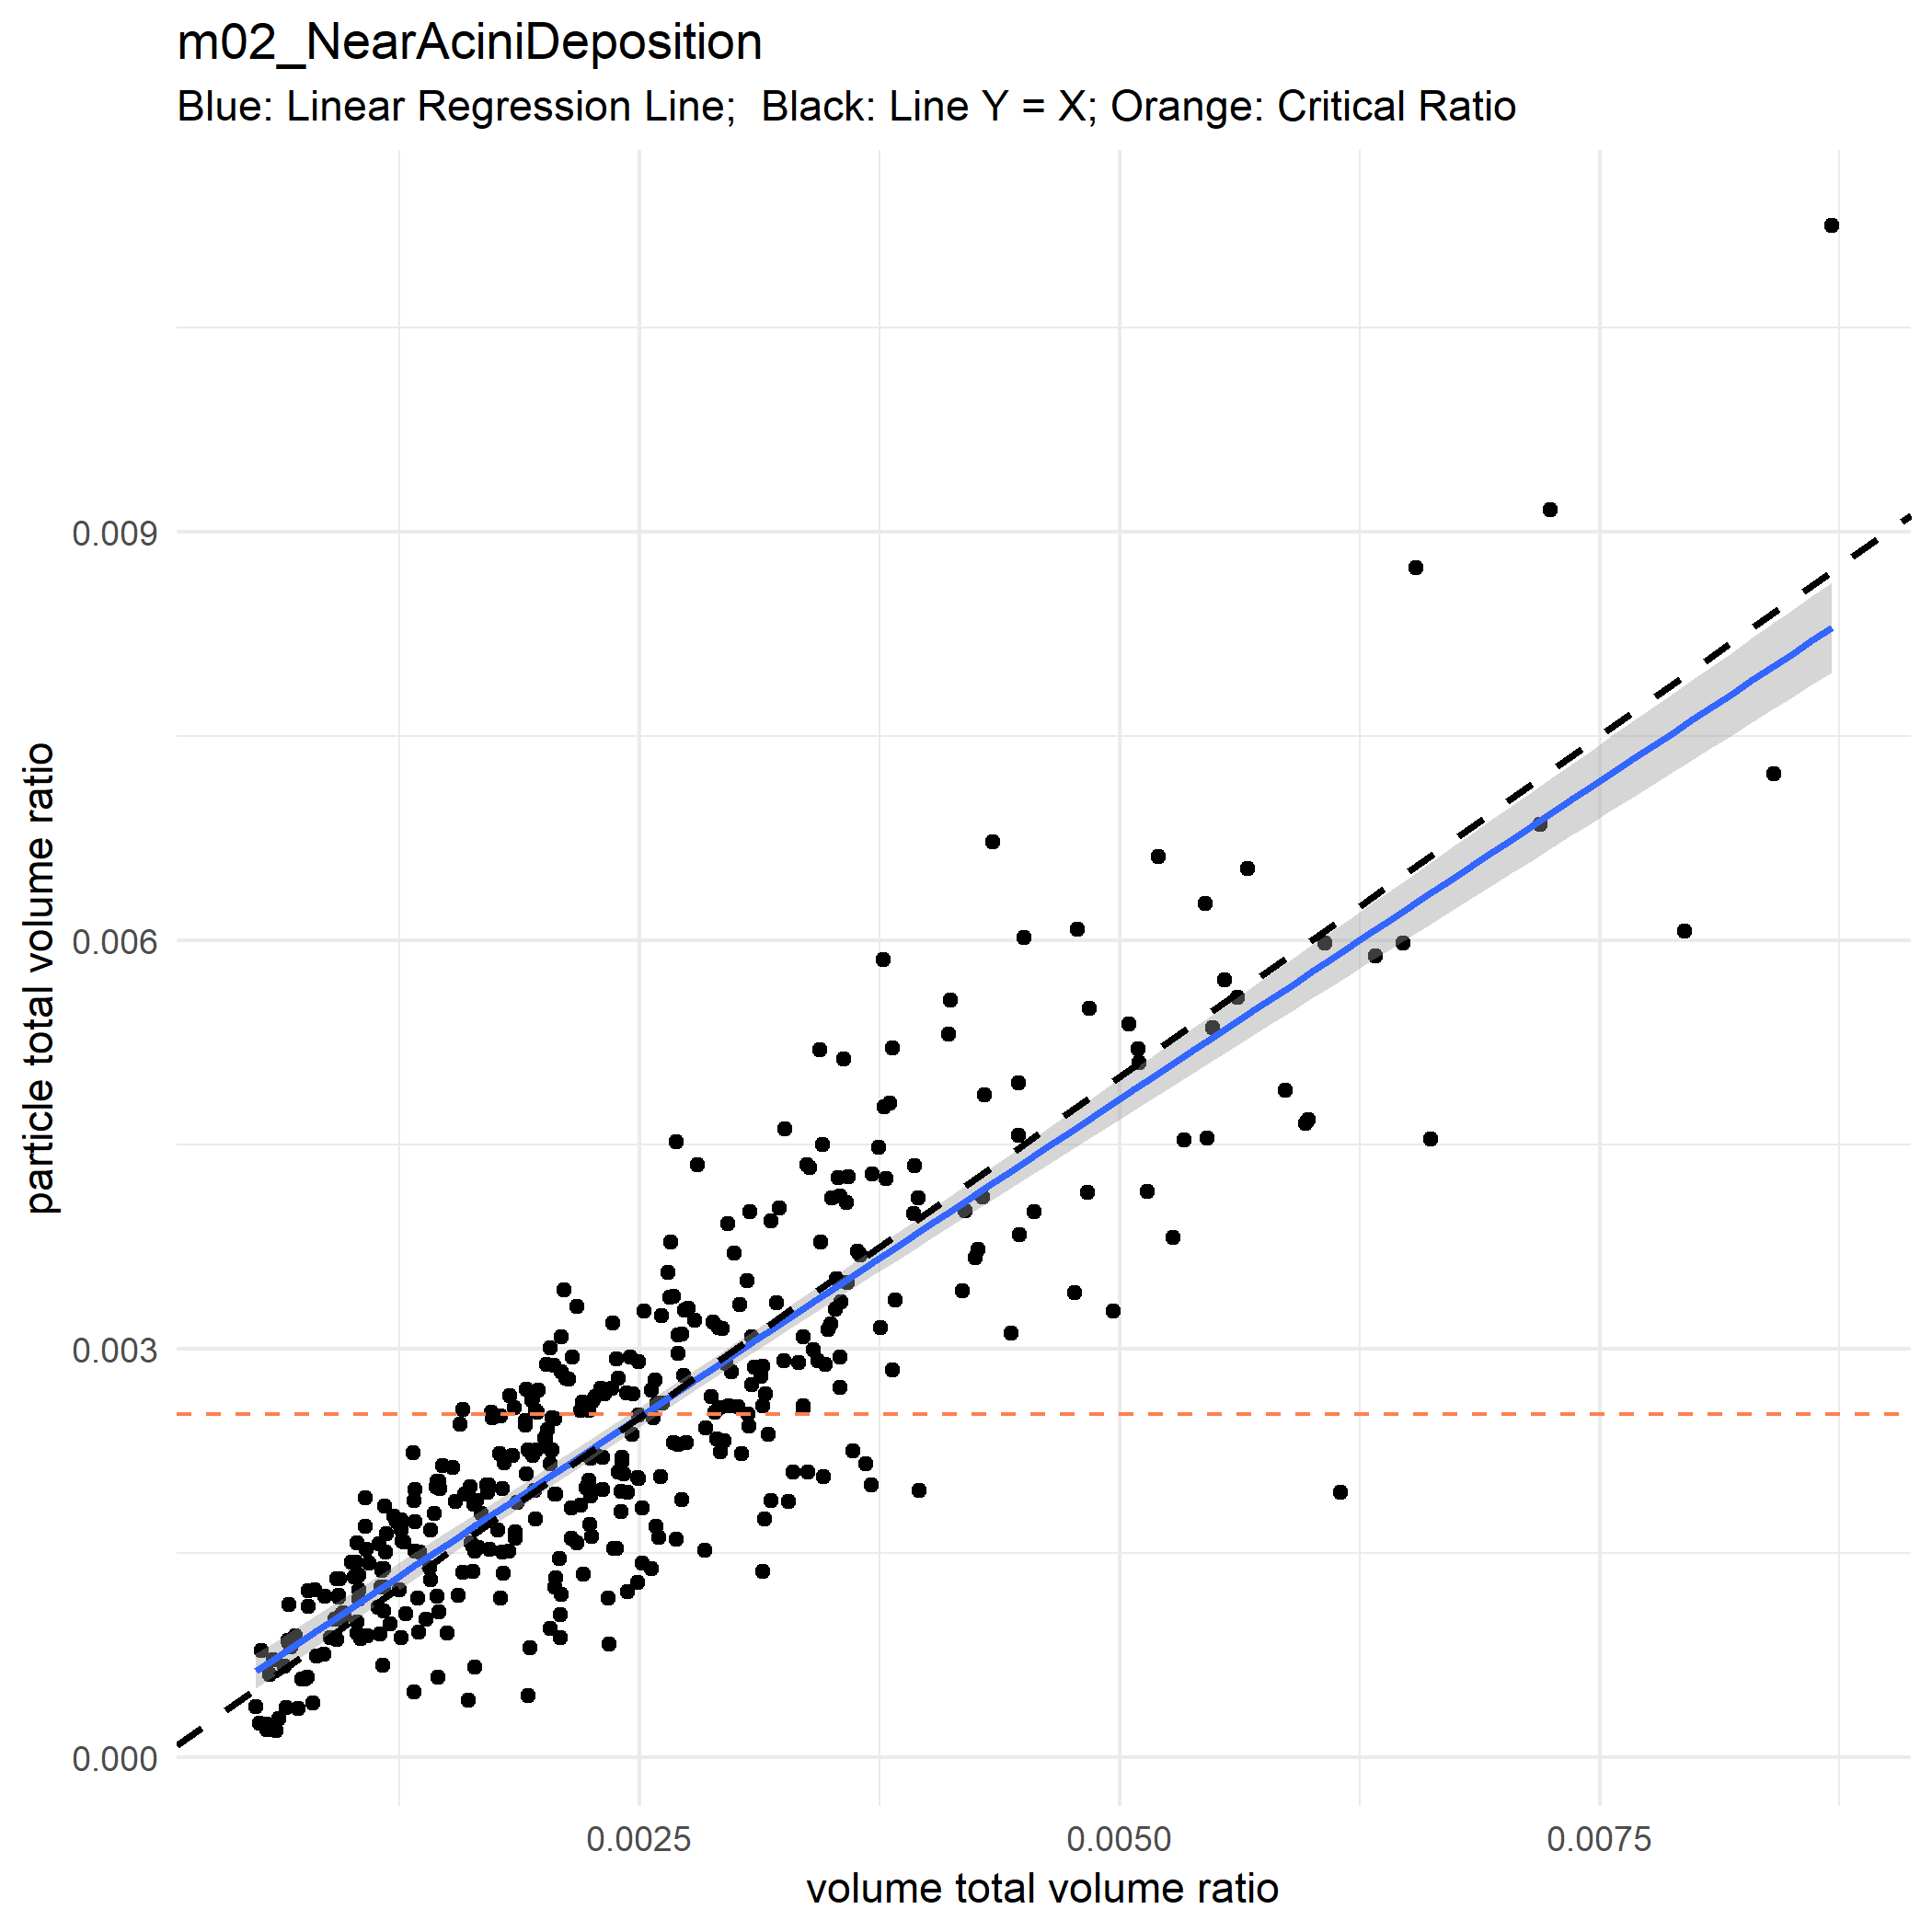 m02_NearAciniDeposition
Blue: Linear Regression Line;  Black: Line Y = X; Orange: Critical Ratio
0.009
0.006
0.003
0.000
particle total volume ratio
0.0025 0.0050 0.0075
volume total volume ratio